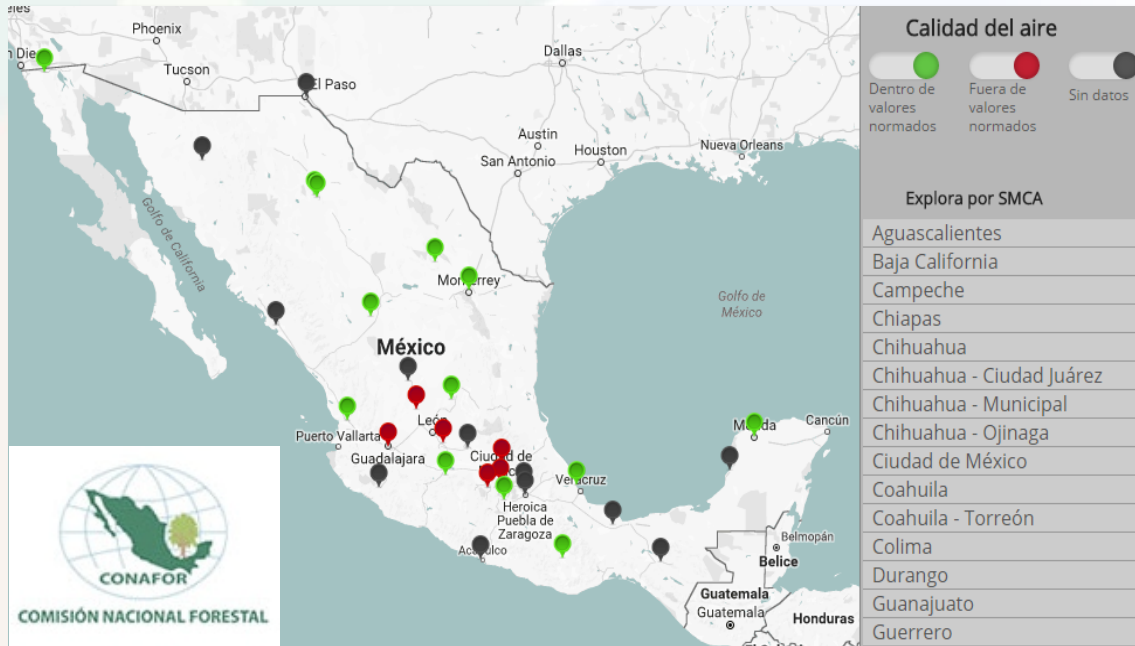 Phoenix
Tucson
El Paso
Dallas
Austin
San Antonio
Houston
Nueva Orleans
Golfo de California
Monterrey
Golfo de
México
México
León
Puerto Vallarta
Guadalajara
Ciudad de
Veracruz
Heroica
Puebla de
Zaragoza
Cancún
Belmopán
Belice
Guatemala
Guatemala
Honduras
CONAFOR
COMISIÓN NACIONAL FORESTAL
Calidad del aire
Dentro de
valores
normados
Fuera de
valores
normados
Sin datos
Explora por SMCA
Aguascalientes
Baja California
Campeche
Chiapas
Chihuahua
Chihuahua - Ciudad Juárez
Chihuahua - Municipal
Chihuahua - Ojinaga
Ciudad de México
Coahuila
Coahuila - Torreón
Colima
Durango
Guanajuato
Guerrero